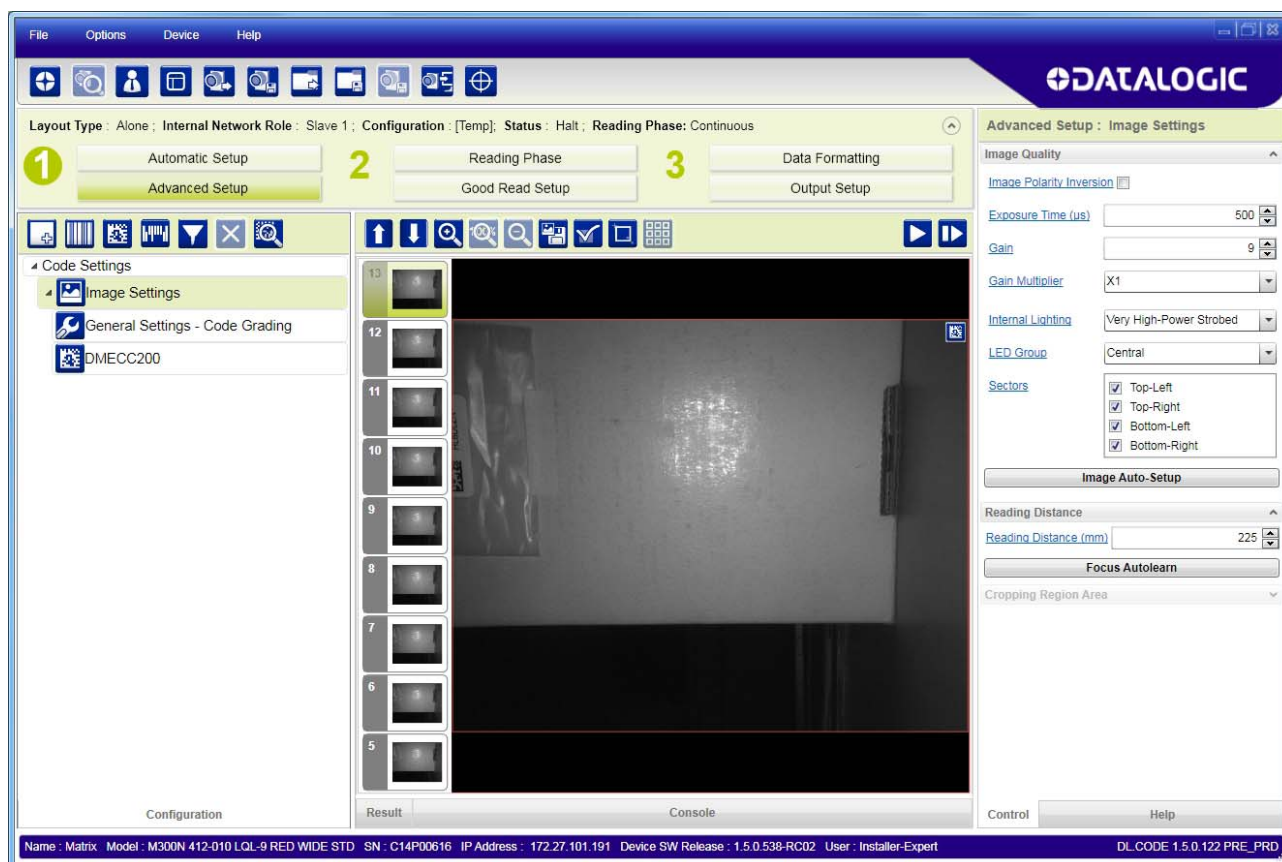 File Options Device Help
DATALOGIC
Layout Type : Alone ; Internal Network Role : Slave 1 ; Configuration : [Temp]; Status : Halt ; Reading Phase: Continuous
1 Automatic Setup
Advanced Setup
2 Reading Phase
Good Read Setup
3 Data Formatting
Output Setup
Code Settings
Image Settings
General Settings - Code Grading
DMECC200
Configuration
13
12
11
10
9
8
7
6
5
Result Console
Advanced Setup : Image Settings
Image Quality
Image Polarity Inversion
Exposure Time (µs) 500
Gain 9
Gain Multiplier X1
Internal Lighting Very High-Power Strobed
LED Group Central
Sectors Top-Left
Top-Right
Bottom-Left
Bottom-Right
Image Auto-Setup
Reading Distance
Reading Distance (mm) 225
Focus Autolearn
Cropping Region Area
Control Help
Name : Matrix Model : M300N 412-010 LQL-9 RED WIDE STD SN : C14P00616 IP Address : 172.27.101.191 Device SW Release : 1.5.0.538-RC02 User : Installer-Expert DL.CODE 1.5.0.122 PRE_PRD